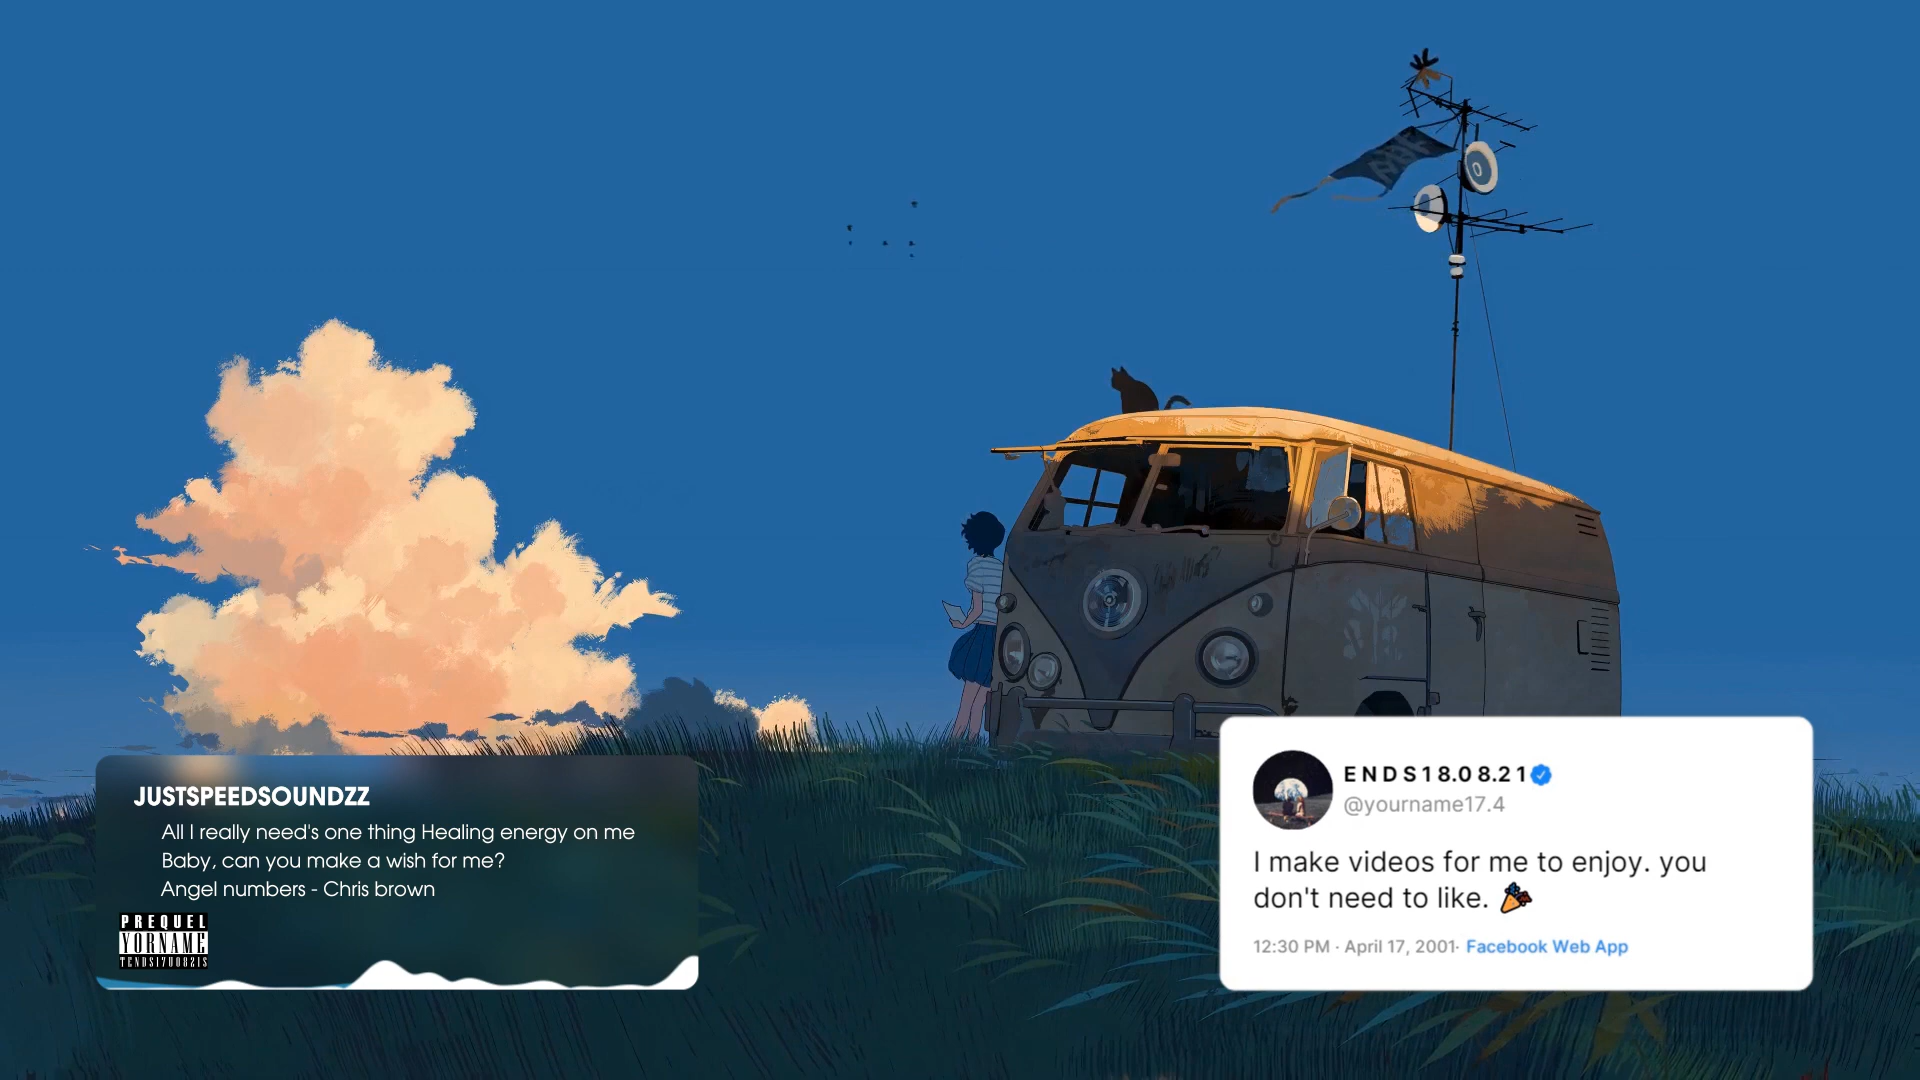 JUSTSPEEDSOUNDZZ
All I really need's one thing Healing energy on me
Baby, can you make a wish for me?
Angel numbers - Chris brown
PREQUEL
YORNAME
TENDS17U0821S
ENDS18.08.21
@yourname17.4
I make videos for me to enjoy. you
don't need to like. 🎉
12:30 PM · April 17, 2001· Facebook Web App